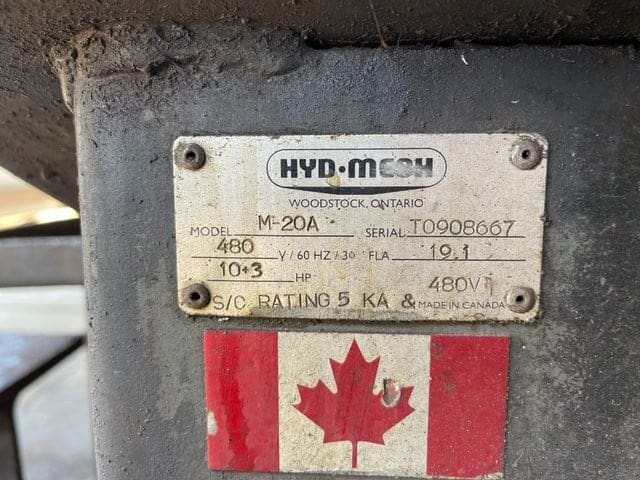 HYD·MECH
WOODSTOCK, ONTARIO
MODEL M-20A SERIAL T0908667
480 V / 60 HZ / 3Φ FLA 19.1
10+3 HP 480V
S/C RATING 5 KA & MADE IN CANADA